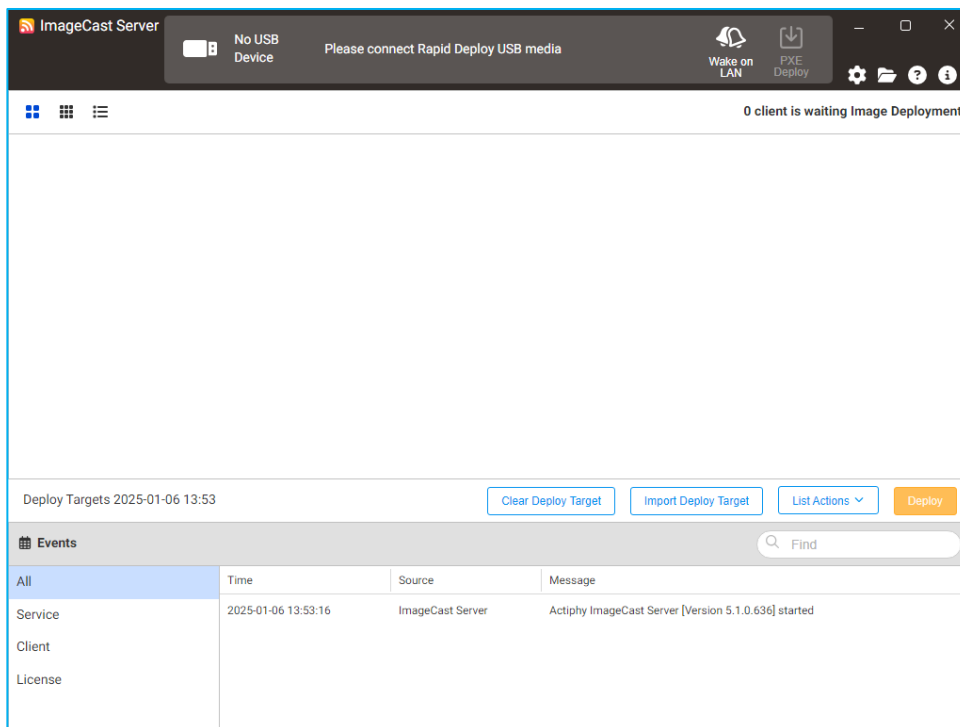 ImageCast Server
No USB
Device
Please connect Rapid Deploy USB media
Wake on
LAN
PXE
Deploy
0 client is waiting Image Deployment
Deploy Targets 2025-01-06 13:53
Clear Deploy Target
Import Deploy Target
List Actions
Deploy
Events
Find
All
Service
Client
License
Time Source Message
2025-01-06 13:53:16 ImageCast Server Actiphy ImageCast Server [Version 5.1.0.636] started